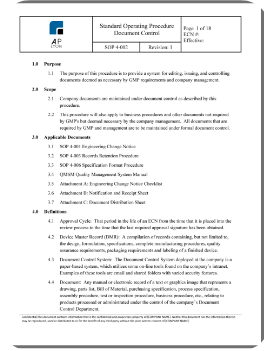 AP
LYON
Standard Operating Procedure
Document Control
SOP 4-002
Revision: 1
Page 1 of 18
ECN #:
Effective:
1.0 Purpose
1.1 The purpose of this procedure is to provide a system for editing, issuing, and controlling
documents deemed as necessary by GMP requirements and company management.
2.0 Scope
2.1 Company documents are maintained under document control as described by this
procedure.
2.2 This procedure will also apply to business procedures and other documents not required
by GMP's but deemed necessary by the company management. All documents that are
required by GMP and management are to be maintained under formal document control.
3.0 Applicable Documents
3.1 SOP 4-001 Engineering Change Notice
3.2 SOP 4-003 Records Retention Procedure
3.3 SOP 4-006 Specification Format Procedure
3.4 QMSM Quality Management System Manual
3.5 Attachment A: Engineering Change Notice Checklist
3.6 Attachment B: Notification and Receipt Sheet
3.7 Attachment C: Document Distribution Sheet
4.0 Definitions
4.1 Approval Cycle: That period in the life of an ECN from the time that it is placed into the
review process to the time that the last required approval signature has been obtained.
4.2 Device Master Record (DMR): A compilation of records containing, but not limited to,
the design, formulation, specifications, complete manufacturing procedures, quality
assurance requirements, packaging requirements and labeling of a finished device.
4.3 Document Control System: The Document Control System deployed at the company is a
paper-based system, which utilizes some on-line tools found on the company's intranet.
Examples of these tools are email and shared folders with varied security features.
4.4 Document: Any manual or electronic record of a text or graphics image that represents a
drawing, parts list, Bill of Material, purchasing specification, process specification,
assembly procedure, test or inspection procedure, business procedure, etc., relating to
products processed or administered under the control of the company's Document
Control Department.